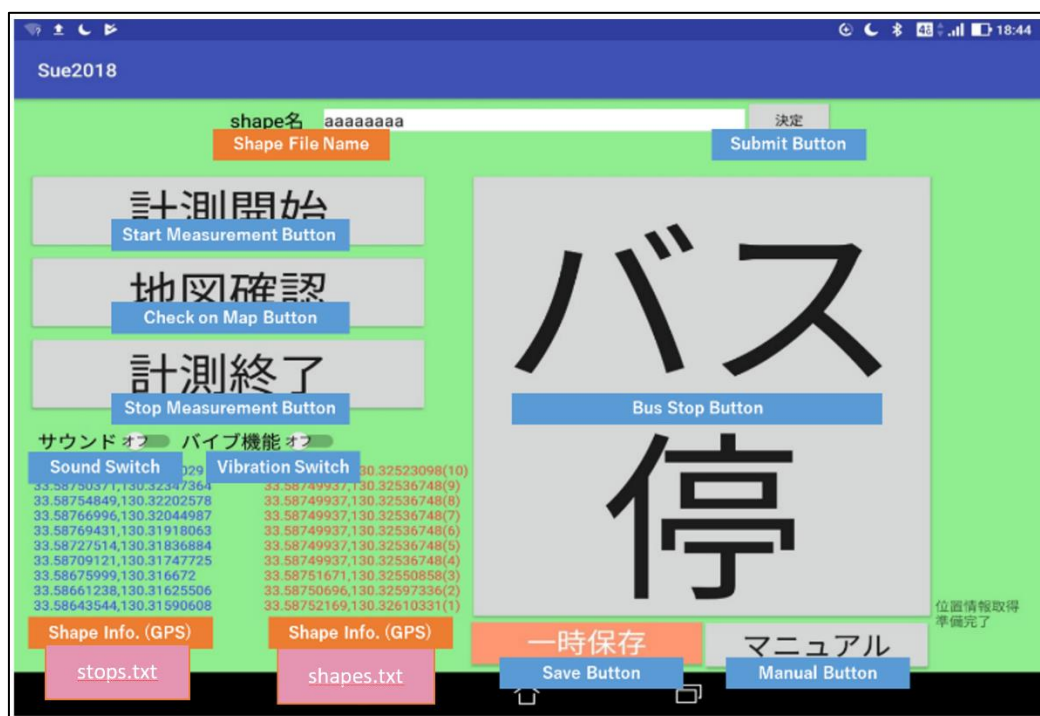 18:44
Sue2018
shape名 aaaaaaaa 決定
Shape File Name Submit Button
計測開始
Start Measurement Button
地図確認
Check on Map Button
計測終了
Stop Measurement Button
バス
Bus Stop Button
停
サウンド オフ バイブ機能 オフ
Sound Switch Vibration Switch
029 130.32523098(10)
33.58750371,130.32347364 33.58749937,130.32536748(9)
33.58754849,130.32202578 33.58749937,130.32536748(8)
33.58766996,130.32044987 33.58749937,130.32536748(7)
33.58769431,130.31918063 33.58749937,130.32536748(6)
33.58727514,130.31836884 33.58749937,130.32536748(5)
33.58709121,130.31747725 33.58749937,130.32536748(4)
33.58675999,130.316672 33.58751671,130.32550858(3)
33.58661238,130.31625506 33.58750696,130.32597336(2)
33.58643544,130.31590608 33.58752169,130.32610331(1)
位置情報取得
準備完了
Shape Info. (GPS) Shape Info. (GPS)
stops.txt shapes.txt
一時保存 マニュアル
Save Button Manual Button